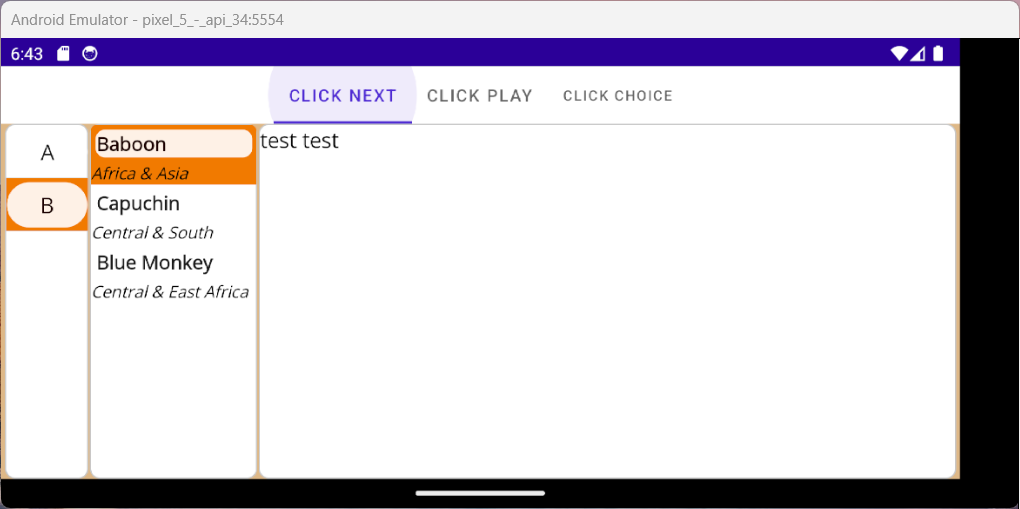 Android Emulator - pixel_5_-_api_34:5554
6:43
CLICK NEXT CLICK PLAY CLICK CHOICE
A
B
Baboon
Africa & Asia
Capuchin
Central & South
Blue Monkey
Central & East Africa
test test